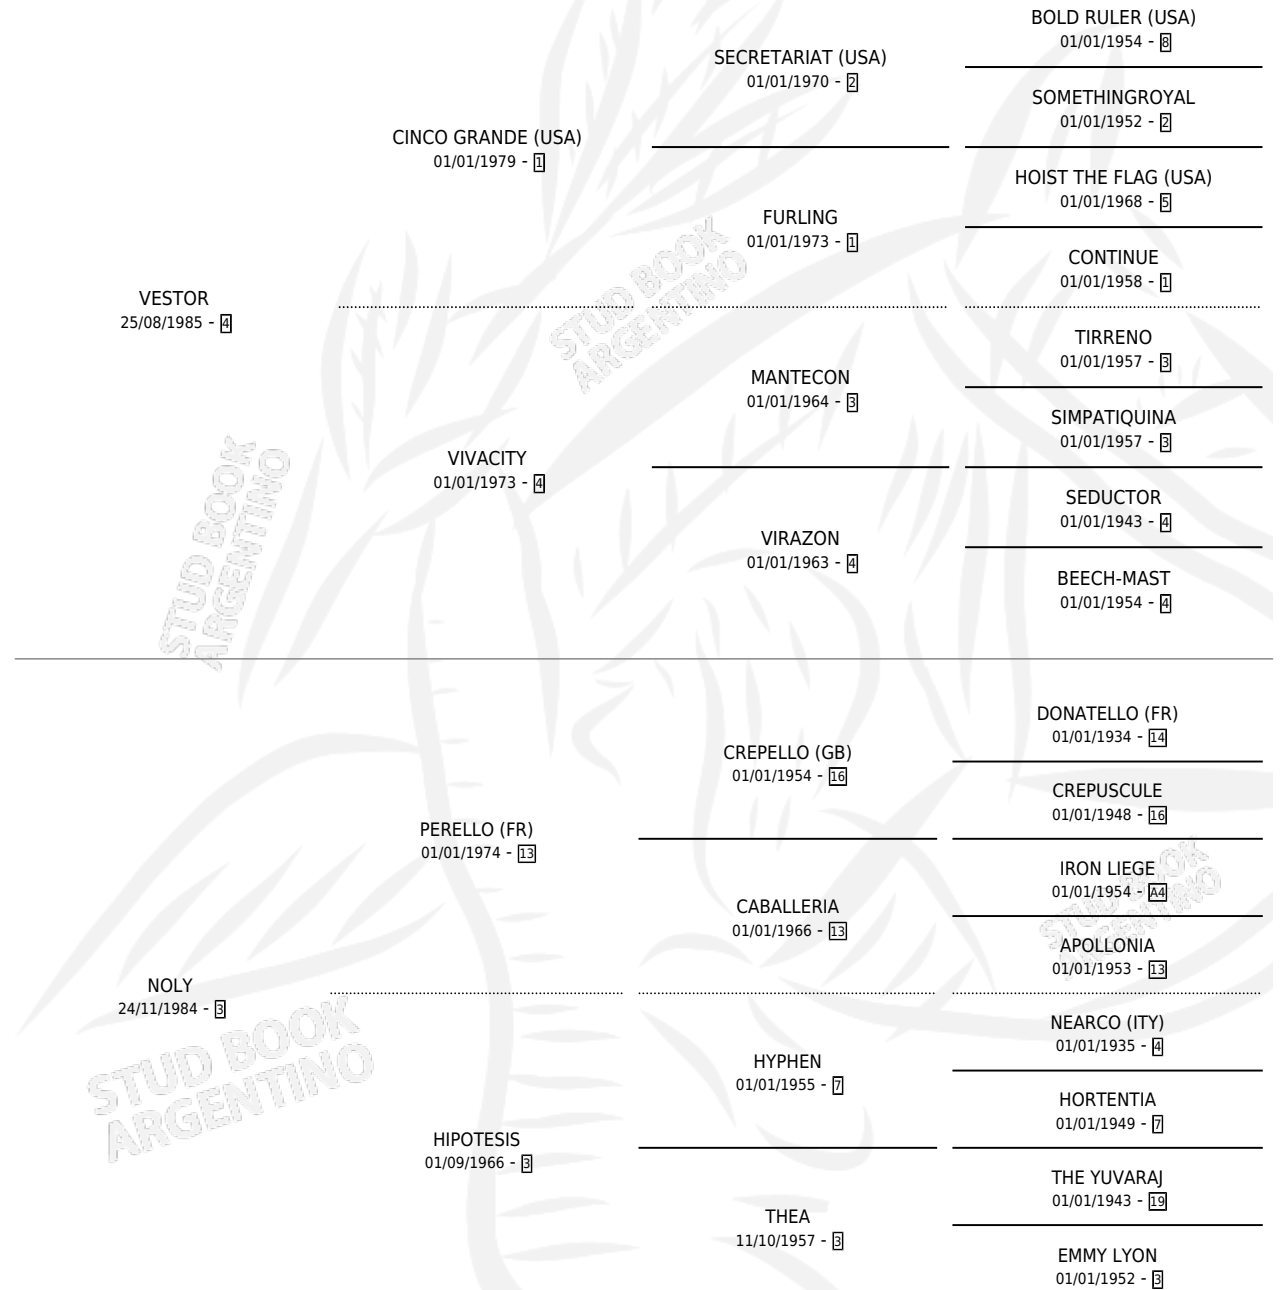 BOLD RULER (USA)
01/01/1954 - 8
SECRETARIAT (USA)
01/01/1970 - 2
SOMETHINGROYAL
01/01/1952 - 2
CINCO GRANDE (USA)
01/01/1979 - 1
HOIST THE FLAG (USA)
01/01/1968 - 5
FURLING
01/01/1973 - 1
CONTINUE
01/01/1958 - 1
VESTOR
25/08/1985 - 4
STUD BOOK
ARGENTINO
TIRRENO
01/01/1957 - 3
MANTECON
01/01/1964 - 3
SIMPATIQUINA
01/01/1957 - 3
VIVACITY
01/01/1973 - 4
SEDUCTOR
01/01/1943 - 4
VIRAZON
01/01/1963 - 4
BEECH-MAST
01/01/1954 - 4
STUD BOOK
ARGENTINO
DONATELLO (FR)
01/01/1934 - 14
CREPELLO (GB)
01/01/1954 - 16
CREPUSCULE
01/01/1948 - 16
PERELLO (FR)
01/01/1974 - 13
IRON LIEGE
01/01/1954 - A4
CABALLERIA
01/01/1966 - 13
APOLLONIA
01/01/1953 - 13
STUD BOOK
ARGENTINO
NOLY
24/11/1984 - 3
NEARCO (ITY)
01/01/1935 - 4
HYPHEN
01/01/1955 - 7
HORTENTIA
01/01/1949 - 7
STUD BOOK
ARGENTINO
HIPOTESIS
01/09/1966 - 3
THE YUVARAJ
01/01/1943 - 19
THEA
11/10/1957 - 3
EMMY LYON
01/01/1952 - 3